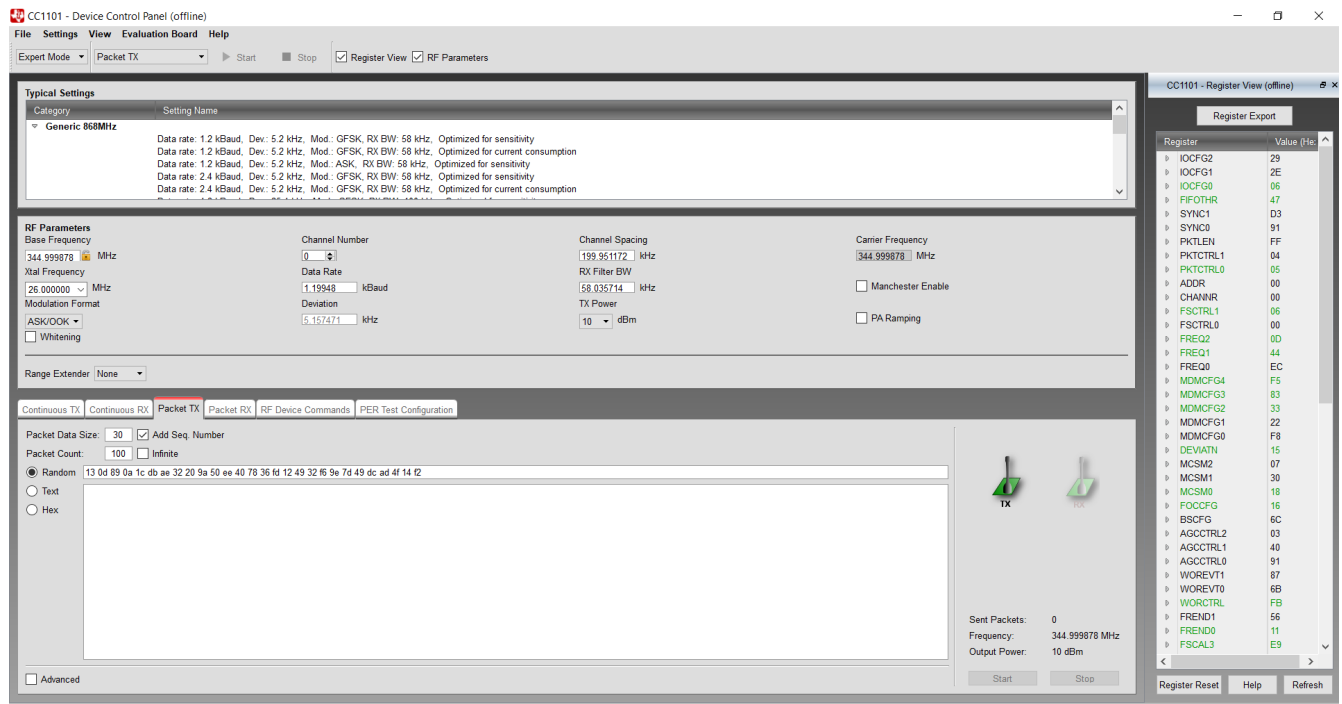 CC1101 - Device Control Panel (offline)
File Settings View Evaluation Board Help
Expert Mode Packet TX Start Stop Register View RF Parameters
Typical Settings
Category Setting Name
Generic 868MHz
Data rate: 1.2 kBaud, Dev.: 5.2 kHz, Mod.: GFSK, RX BW: 58 kHz, Optimized for sensitivity
Data rate: 1.2 kBaud, Dev.: 5.2 kHz, Mod.: GFSK, RX BW: 58 kHz, Optimized for current consumption
Data rate: 1.2 kBaud, Dev.: 5.2 kHz, Mod.: ASK, RX BW: 58 kHz, Optimized for sensitivity
Data rate: 2.4 kBaud, Dev.: 5.2 kHz, Mod.: GFSK, RX BW: 58 kHz, Optimized for sensitivity
Data rate: 2.4 kBaud, Dev.: 5.2 kHz, Mod.: GFSK, RX BW: 58 kHz, Optimized for current consumption
RF Parameters
Base Frequency Channel Number Channel Spacing Carrier Frequency
344.999878 MHz 0 199.951172 kHz 344.999878 MHz
Xtal Frequency Data Rate RX Filter BW
26.000000 MHz 1.19948 kBaud 58.035714 kHz Manchester Enable
Modulation Format Deviation TX Power
ASK/OOK 5.157471 kHz 10 dBm PA Ramping
Whitening
Range Extender None
Continuous TX Continuous RX Packet TX Packet RX RF Device Commands PER Test Configuration
Packet Data Size: 30 Add Seq. Number
Packet Count: 100 Infinite
Random 13 0d 89 0a 1c db ae 32 20 9a 50 ee 40 78 36 fd 12 49 32 f6 9e 7d 49 dc ad 4f 14 f2
Text
Hex
TX RX
Sent Packets: 0
Frequency: 344.999878 MHz
Output Power: 10 dBm
Start Stop
Advanced
CC1101 - Register View (offline)
Register Export
Register Value (He:
IOCFG2 29
IOCFG1 2E
IOCFG0 06
FIFOTHR 47
SYNC1 D3
SYNC0 91
PKTLEN FF
PKTCTRL1 04
PKTCTRL0 05
ADDR 00
CHANNR 00
FSCTRL1 06
FSCTRL0 00
FREQ2 0D
FREQ1 44
FREQ0 EC
MDMCFG4 F5
MDMCFG3 83
MDMCFG2 33
MDMCFG1 22
MDMCFG0 F8
DEVIATN 15
MCSM2 07
MCSM1 30
MCSM0 18
FOCCFG 16
BSCFG 6C
AGCCTRL2 03
AGCCTRL1 40
AGCCTRL0 91
WOREVT1 87
WOREVT0 6B
WORCTRL FB
FREND1 56
FREND0 11
FSCAL3 E9
Register Reset Help Refresh